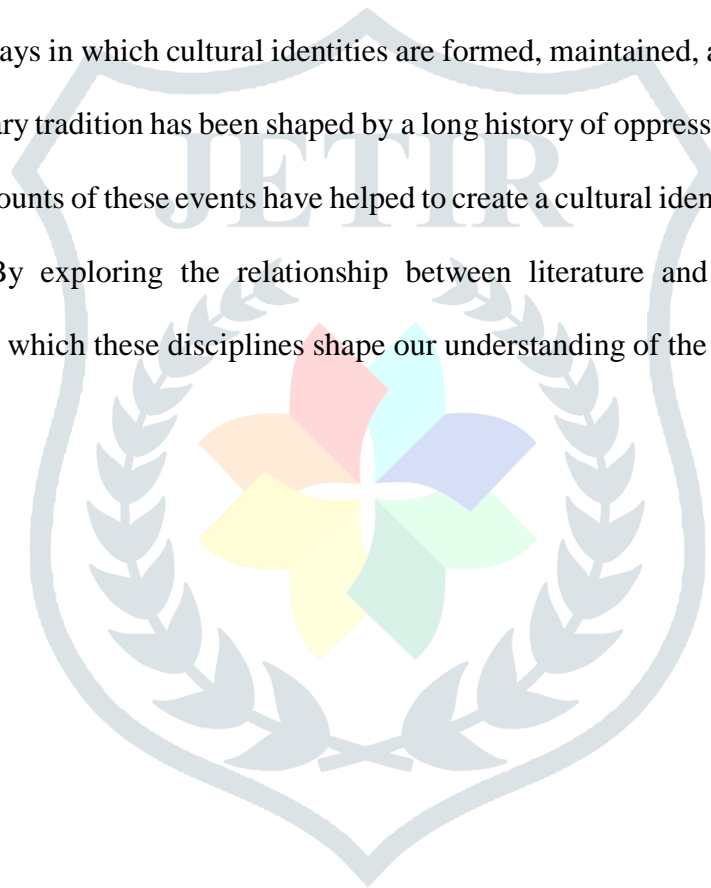 ays in which cultural identities are formed, maintained, a
ary tradition has been shaped by a long history of oppress
JETIR
ounts of these events have helped to create a cultural iden
By exploring the relationship between literature and
which these disciplines shape our understanding of the